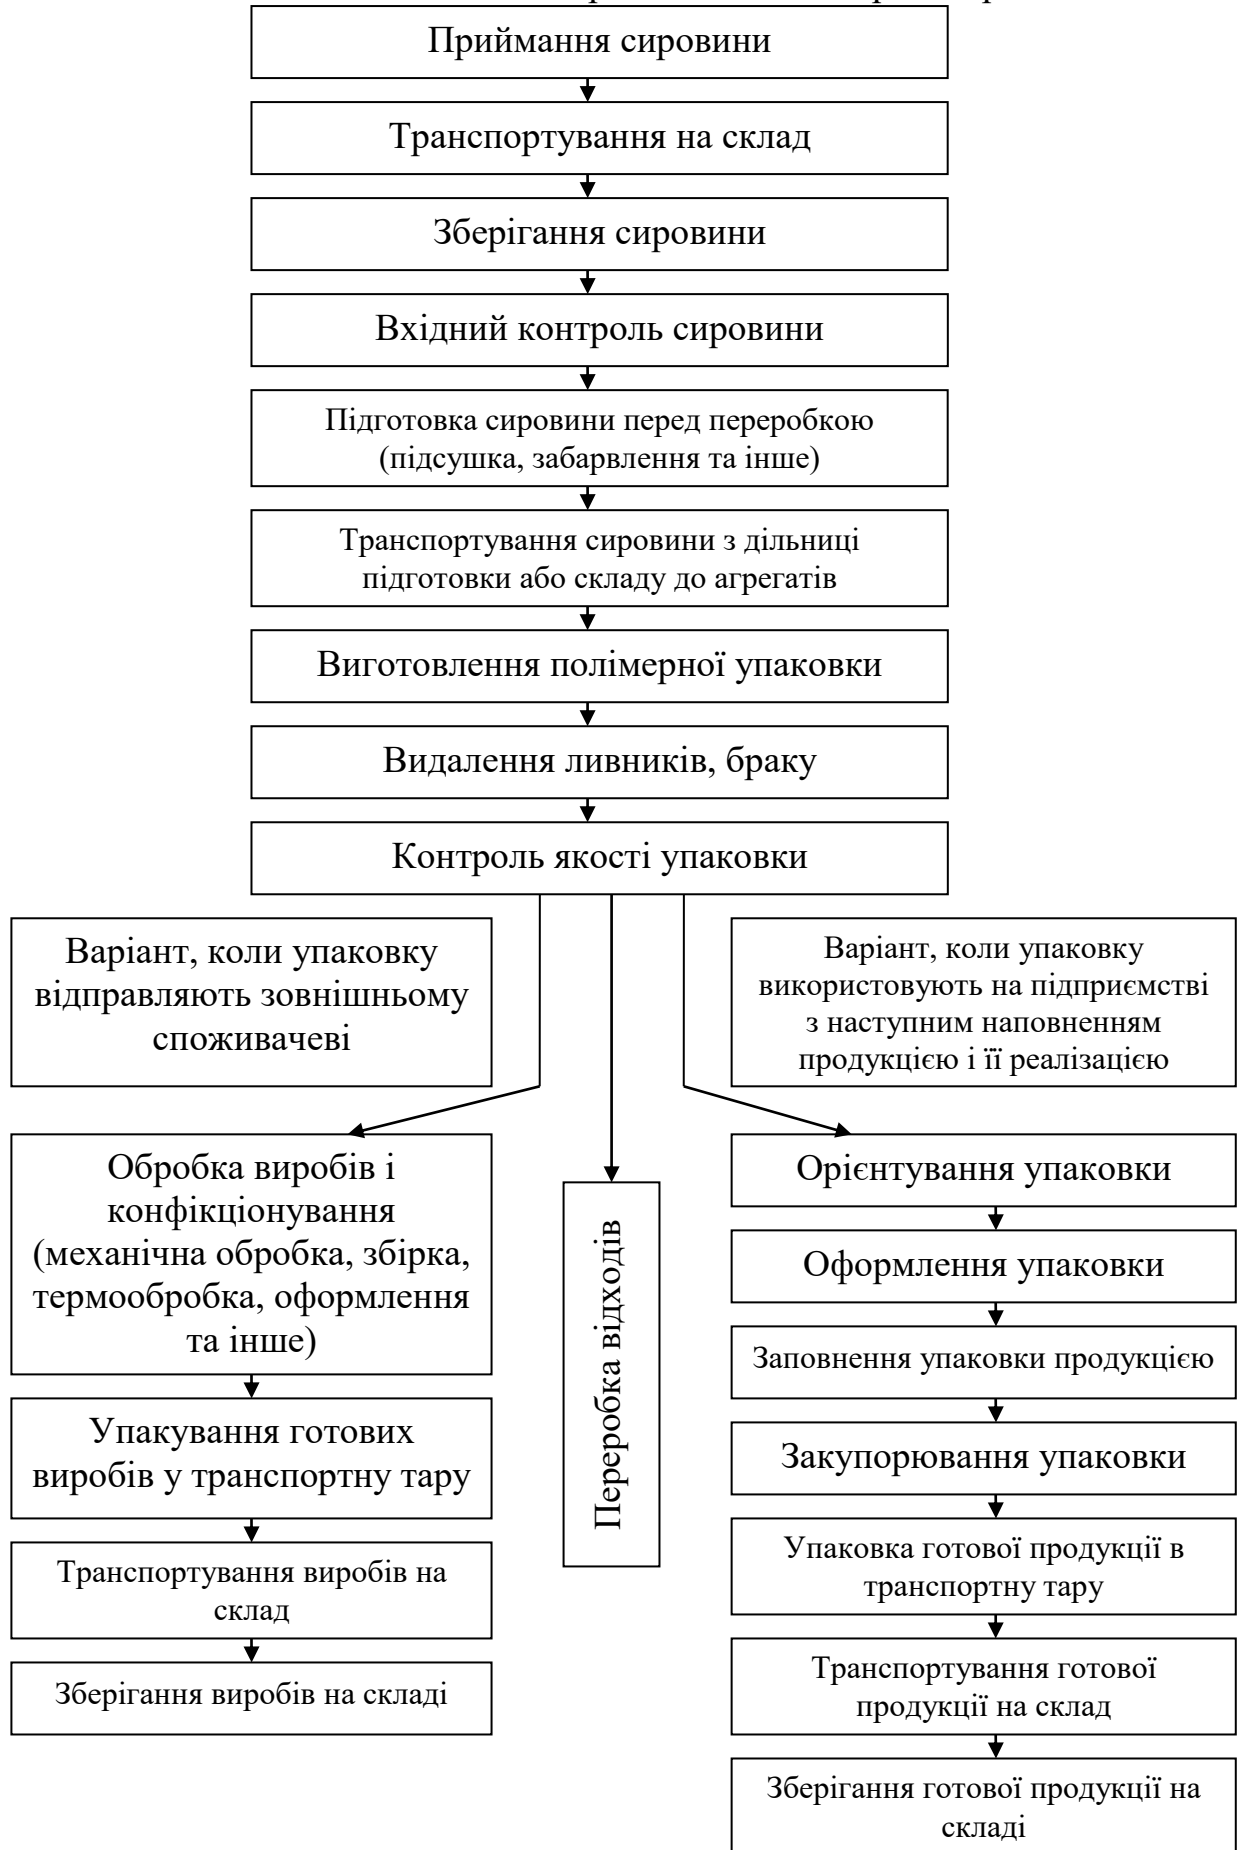 Приймання сировини
Транспортування на склад
Зберігання сировини
Вхідний контроль сировини
Підготовка сировини перед переробкою
(підсушка, забарвлення та інше)
Транспортування сировини з дільниці
підготовки або складу до агрегатів
Виготовлення полімерної упаковки
Видалення ливників, браку
Контроль якості упаковки
Варіант, коли упаковку
відправляють зовнішньому
споживачеві
Варіант, коли упаковку
використовують на підприємстві
з наступним наповненням
продукцією і її реалізацією
Обробка виробів і
конфікціонування
(механічна обробка, збірка,
термообробка, оформлення
та інше)
Упакування готових
виробів у транспортну тару
Транспортування виробів на
склад
Зберігання виробів на складі
Переробка відходів
Орієнтування упаковки
Оформлення упаковки
Заповнення упаковки продукцією
Закупорювання упаковки
Упаковка готової продукції в
транспортну тару
Транспортування готової
продукції на склад
Зберігання готової продукції на
складі